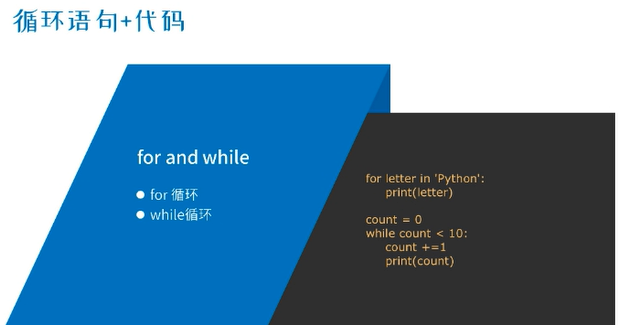 循环语句+代码
for and while
for 循环
while循环
for letter in 'Python':
print(letter)
count = 0
while count < 10:
count +=1
print(count)